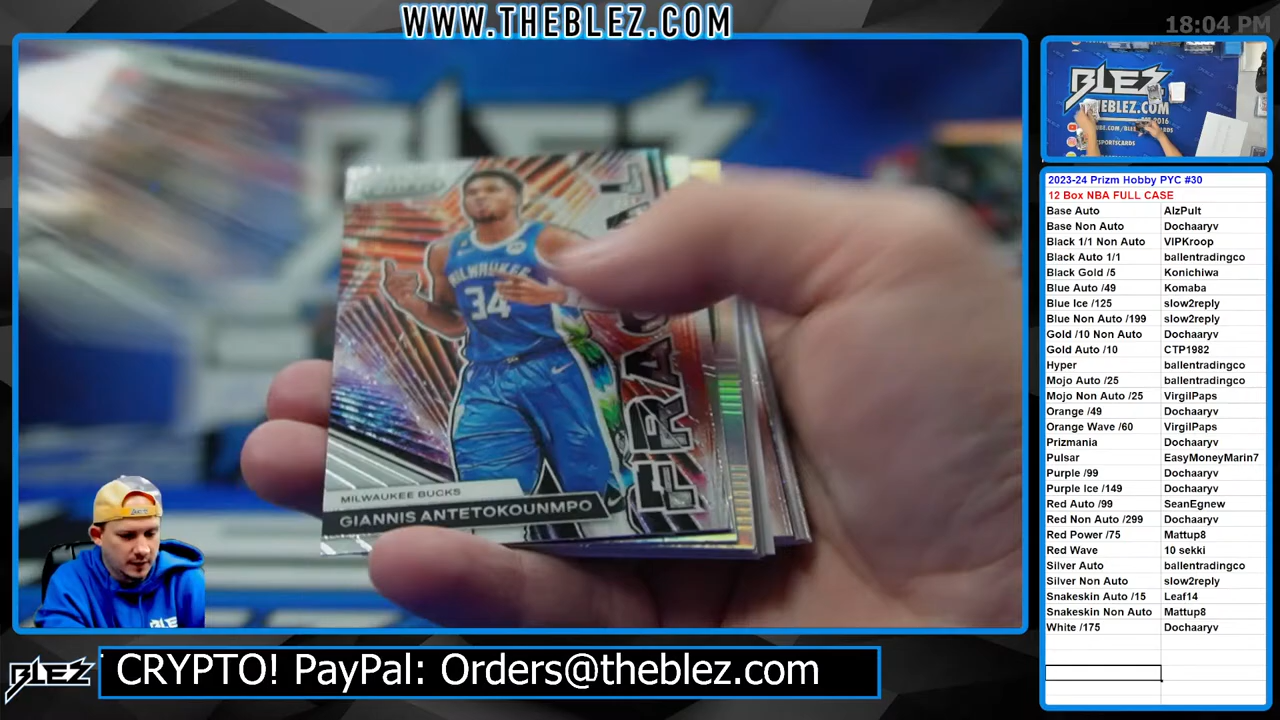 WWW.THEBLEZ.COM
18:04 PM
MILWAUKEE
34
FRAC
MILWAUKEE BUCKS
GIANNIS ANTETOKOUNMPO
BLEZ
THEBLEZ.COM
2023-24 Prizm Hobby PYC #30
12 Box NBA FULL CASE
Base Auto AlzPult
Base Non Auto Dochaaryv
Black 1/1 Non Auto VIPKroop
Black Auto 1/1 ballentradingco
Black Gold /5 Konichiwa
Blue Auto /49 Komaba
Blue Ice /125 slow2reply
Blue Non Auto /199 slow2reply
Gold /10 Non Auto Dochaaryv
Gold Auto /10 CTP1982
Hyper ballentradingco
Mojo Auto /25 ballentradingco
Mojo Non Auto /25 VirgilPaps
Orange /49 Dochaaryv
Orange Wave /60 VirgilPaps
Prizmania Dochaaryv
Pulsar EasyMoneyMarin7
Purple /99 Dochaaryv
Purple Ice /149 Dochaaryv
Red Auto /99 SeanEgnew
Red Non Auto /299 Dochaaryv
Red Power /75 Mattup8
Red Wave 10 sekki
Silver Auto ballentradingco
Silver Non Auto slow2reply
Snakeskin Auto /15 Leaf14
Snakeskin Non Auto Mattup8
White /175 Dochaaryv
BLEZ
CRYPTO! PayPal: Orders@theblez.com